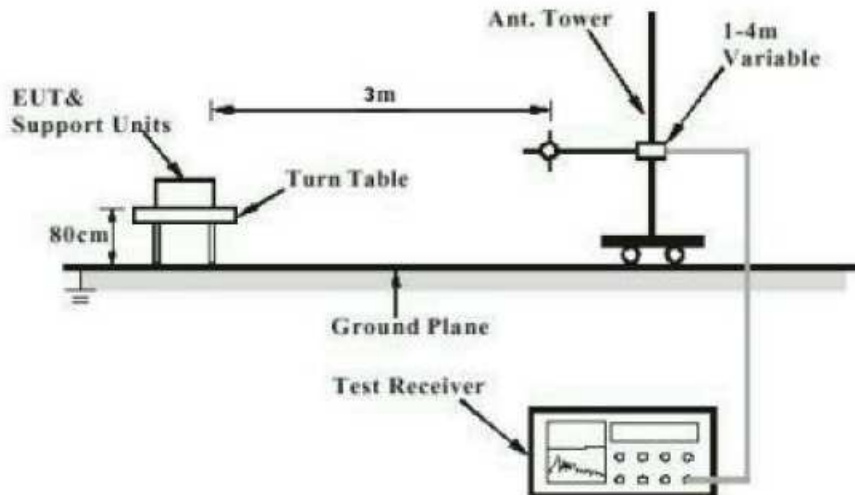 Ant. Tower
1-4m
Variable
3m
EUT&
Support Units
Turn Table
80cm
Ground Plane
Test Receiver